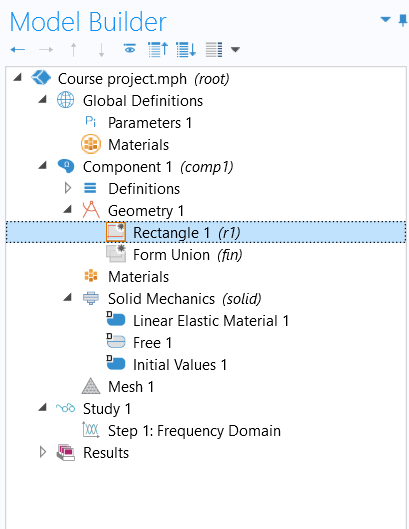 Model Builder
Course project.mph (root)
Global Definitions
Pi Parameters 1
Materials
Component 1 (comp1)
Definitions
Geometry 1
Rectangle 1 (r1)
Form Union (fin)
Materials
Solid Mechanics (solid)
D Linear Elastic Material 1
D Free 1
D Initial Values 1
Mesh 1
Study 1
Step 1: Frequency Domain
Results